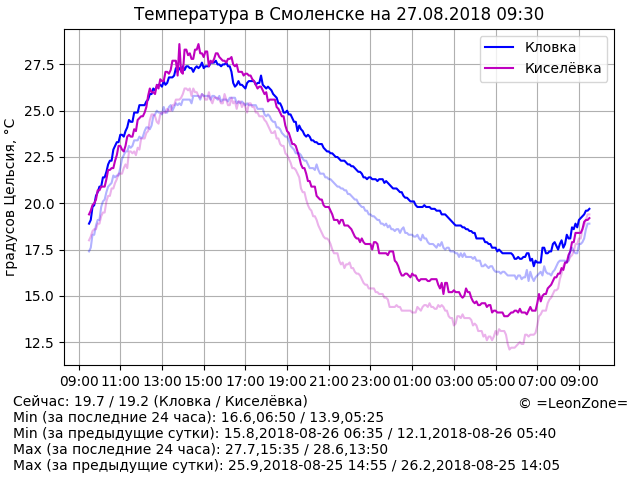 Температура в Смоленске на 27.08.2018 09:30
градусов Цельсия, °C
Кловка
Киселёвка
27.5
25.0
22.5
20.0
17.5
15.0
12.5
09:00 11:00 13:00 15:00 17:00 19:00 21:00 23:00 01:00 03:00 05:00 07:00 09:00
Сейчас: 19.7 / 19.2 (Кловка / Киселёвка)
© =LeonZone=
Min (за последние 24 часа): 16.6,06:50 / 13.9,05:25
Min (за предыдущие сутки): 15.8,2018-08-26 06:35 / 12.1,2018-08-26 05:40
Max (за последние 24 часа): 27.7,15:35 / 28.6,13:50
Max (за предыдущие сутки): 25.9,2018-08-25 14:55 / 26.2,2018-08-25 14:05